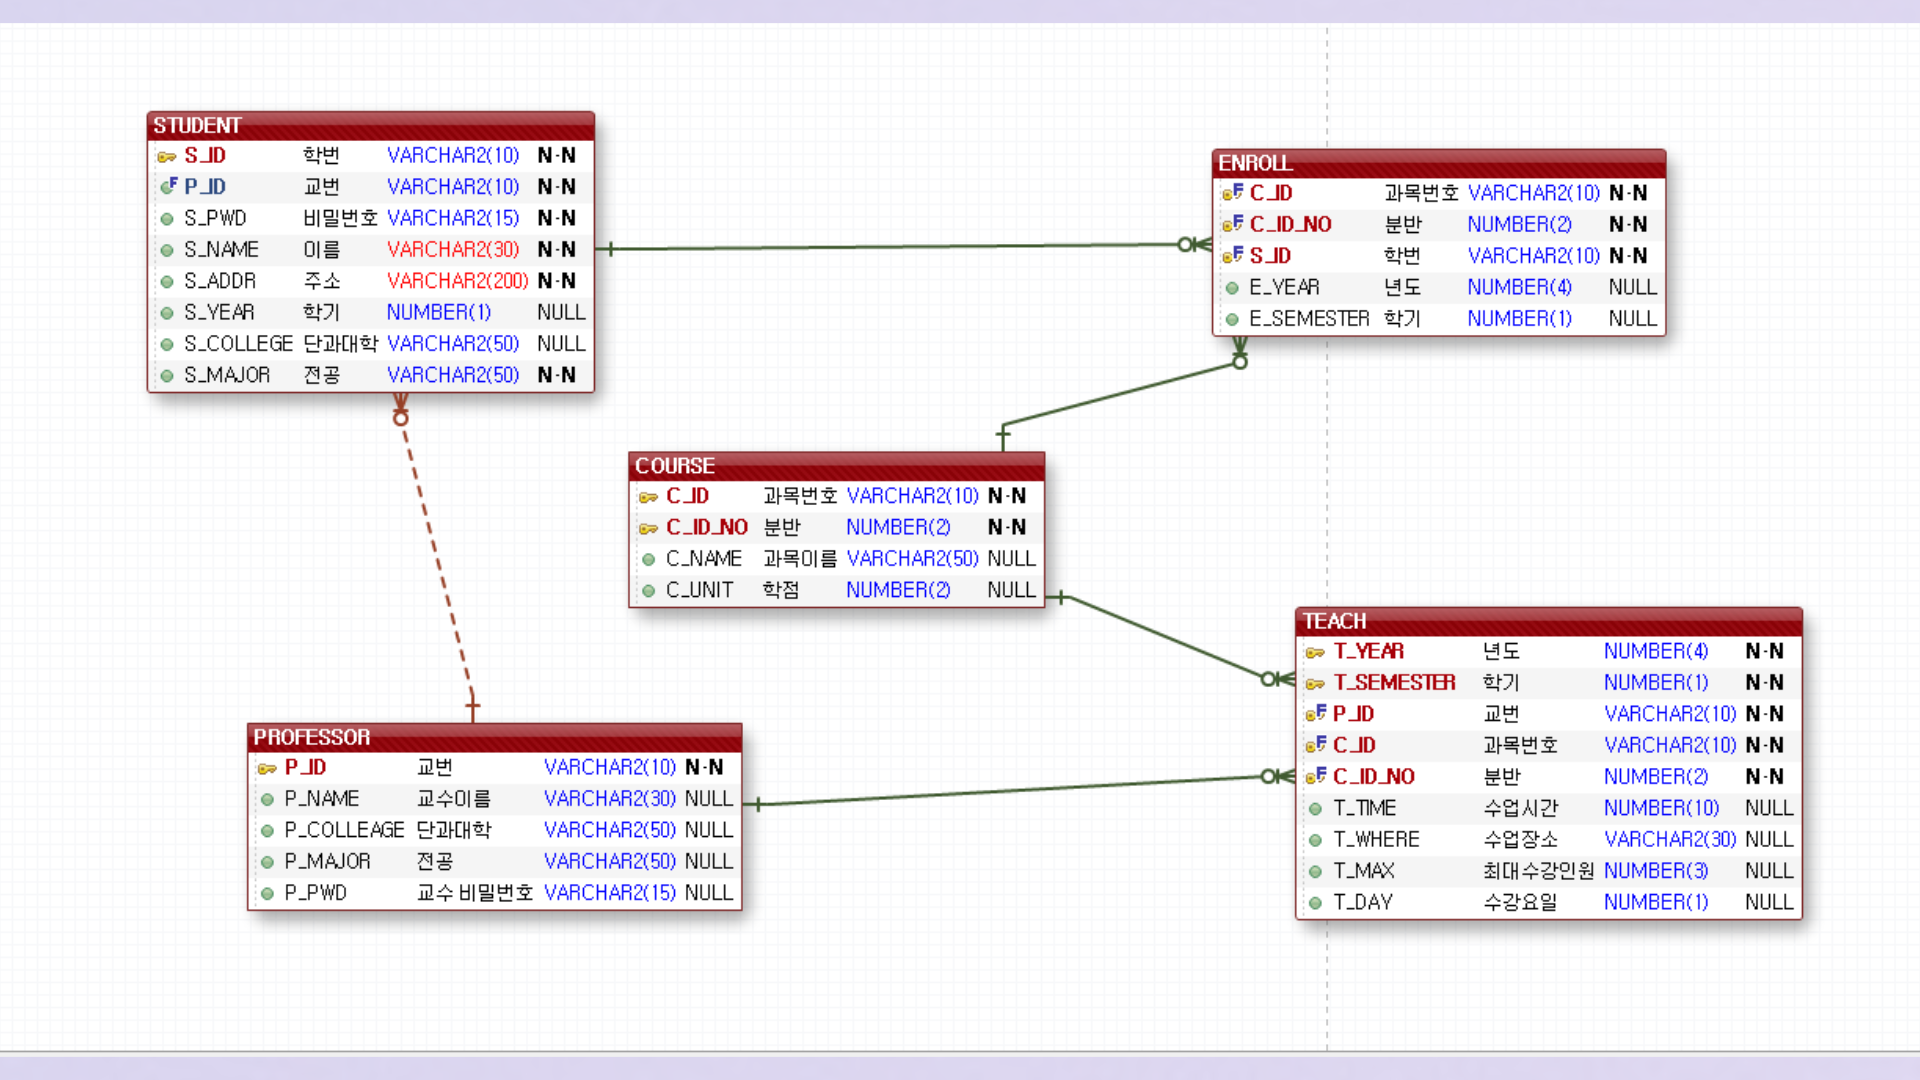 STUDENT
S_ID 학번 VARCHAR2(10) N-N
P_ID 교번 VARCHAR2(10) N-N
S_PWD 비밀번호 VARCHAR2(15) N-N
S_NAME 이름 VARCHAR2(30) N-N
S_ADDR 주소 VARCHAR2(200) N-N
S_YEAR 학기 NUMBER(1) NULL
S_COLLEGE 단과대학 VARCHAR2(50) NULL
S_MAJOR 전공 VARCHAR2(50) N-N
ENROLL
F C_ID 과목번호 VARCHAR2(10) N-N
F C_ID_NO 분반 NUMBER(2) N-N
F S_ID 학번 VARCHAR2(10) N-N
E_YEAR 년도 NUMBER(4) NULL
E_SEMESTER 학기 NUMBER(1) NULL
COURSE
C_ID 과목번호 VARCHAR2(10) N-N
C_ID_NO 분반 NUMBER(2) N-N
C_NAME 과목이름 VARCHAR2(50) NULL
C_UNIT 학점 NUMBER(2) NULL
PROFESSOR
P_ID 교번 VARCHAR2(10) N-N
P_NAME 교수이름 VARCHAR2(30) NULL
P_COLLEAGE 단과대학 VARCHAR2(50) NULL
P_MAJOR 전공 VARCHAR2(50) NULL
P_PWD 교수 비밀번호 VARCHAR2(15) NULL
TEACH
T_YEAR 년도 NUMBER(4) N-N
T_SEMESTER 학기 NUMBER(1) N-N
F P_ID 교번 VARCHAR2(10) N-N
F C_ID 과목번호 VARCHAR2(10) N-N
F C_ID_NO 분반 NUMBER(2) N-N
T_TIME 수업시간 NUMBER(10) NULL
T_WHERE 수업장소 VARCHAR2(30) NULL
T_MAX 최대수강인원 NUMBER(3) NULL
T_DAY 수강요일 NUMBER(1) NULL